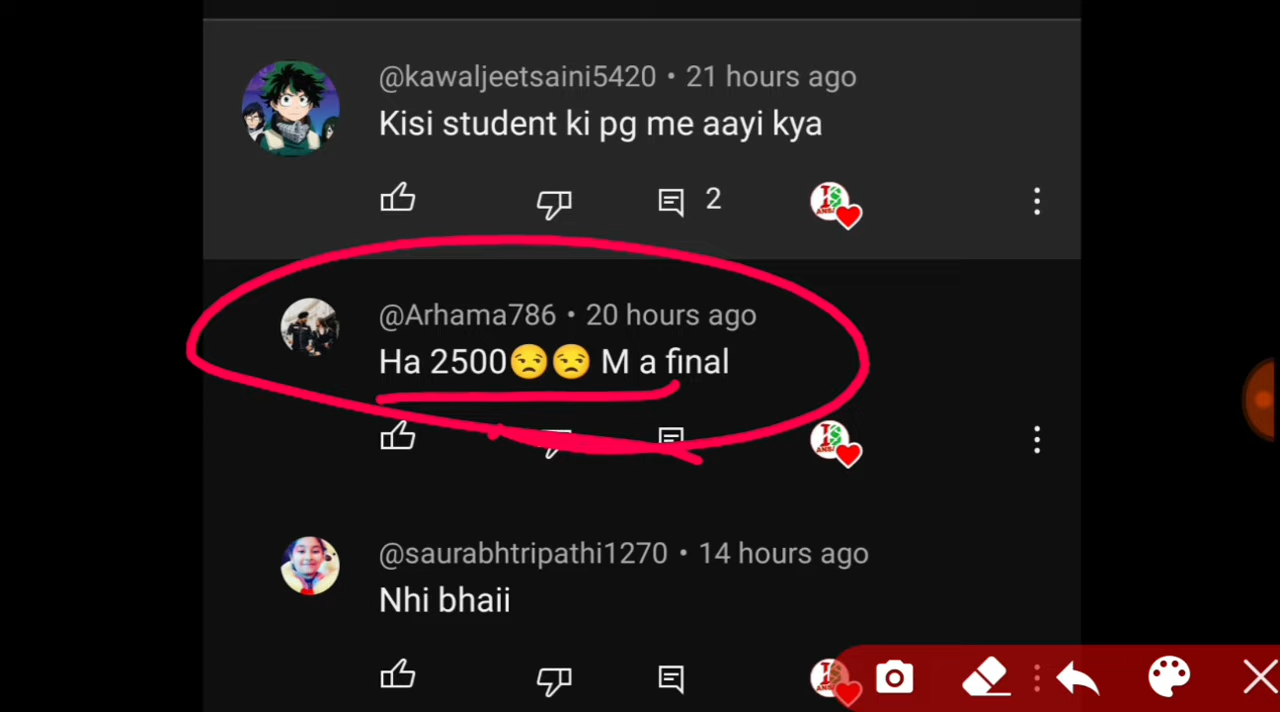 @kawaljeetsaini5420 • 21 hours ago
Kisi student ki pg me aayi kya
2
@Arhama786 • 20 hours ago
Ha 2500😒😒 M a final
@saurabhtripathi1270 • 14 hours ago
Nhi bhaii